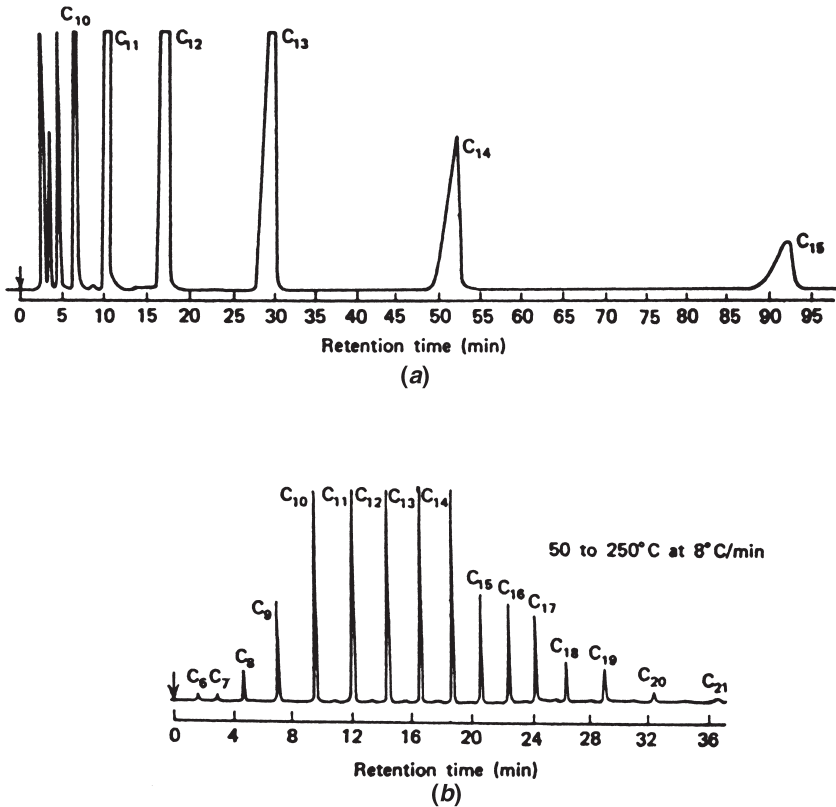 C₁₀
C₁₁ C₁₂ C₁₃
C₁₄
C₁₅
0 5 10 15 20 25 30 35 40 45 50 55 60 65 70 75 80 85 90 95
Retention time (min)
(a)
C₁₀ C₁₁ C₁₂ C₁₃ C₁₄
50 to 250°C at 8°C/min
C₁₅ C₁₆ C₁₇
C₉
C₈ C₁₈ C₁₉
C₆ C₇ C₂₀ C₂₁
0 4 8 12 16 20 24 28 32 36
Retention time (min)
(b)